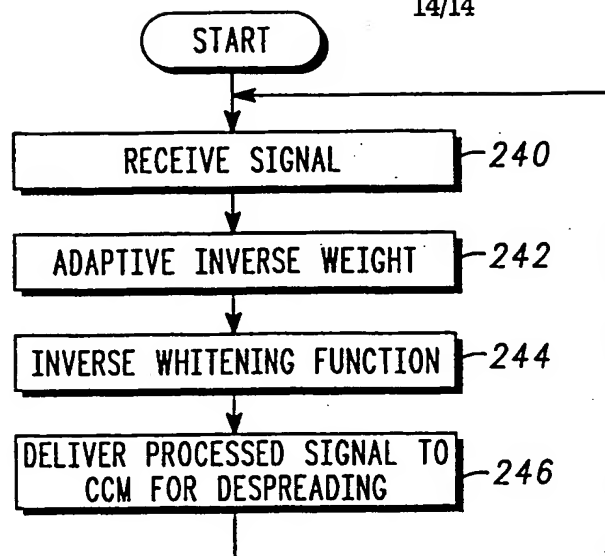 14/14
START
RECEIVE SIGNAL
240
ADAPTIVE INVERSE WEIGHT
242
INVERSE WHITENING FUNCTION
244
DELIVER PROCESSED SIGNAL TO
CCM FOR DESPREADING
246